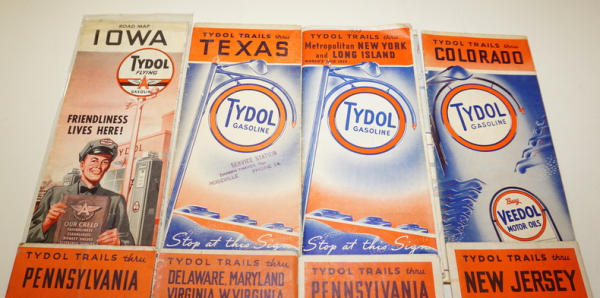 ROAD MAP
IOWA
TYDOL
FLYING
GASOLINE
FRIENDLINESS
LIVES HERE!
OUR CREED
TYDOL TRAILS thru
TEXAS
TYDOL
GASOLINE
SERVICE STATION
ROSEVILLE
Stop at this Sign
TYDOL TRAILS thru
Metropolitan NEW YORK
and LONG ISLAND
TYDOL
GASOLINE
Stop at this Sign
TYDOL TRAILS thru
COLORADO
TYDOL
GASOLINE
Buy
VEEDOL
MOTOR OILS
TYDOL TRAILS thru
PENNSYLVANIA
TYDOL TRAILS thru
DELAWARE, MARYLAND
VIRGINIA, W. VIRGINIA
TYDOL TRAILS thru
PENNSYLVANIA
TYDOL TRAILS thru
NEW JERSEY